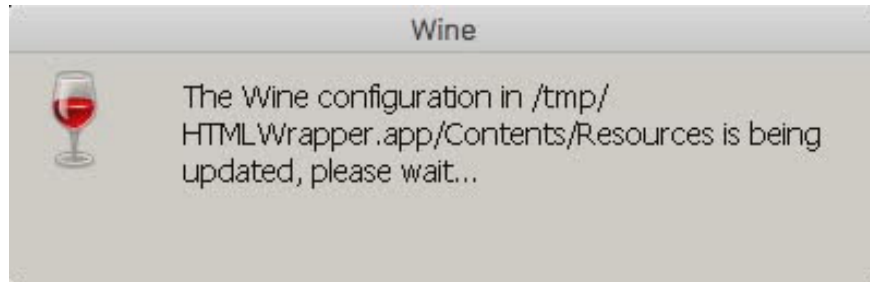 Wine
The Wine configuration in /tmp/
HTMLWrapper.app/Contents/Resources is being
updated, please wait...